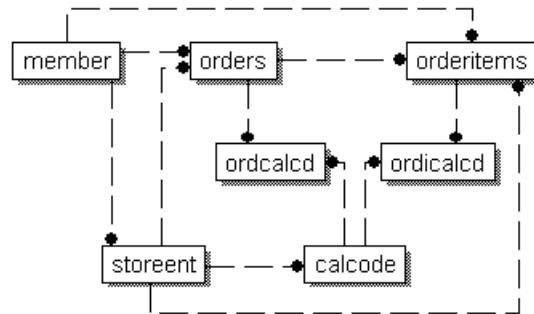 member
orders
orderitems
ordcalcd
ordicalcd
storeent
calcode